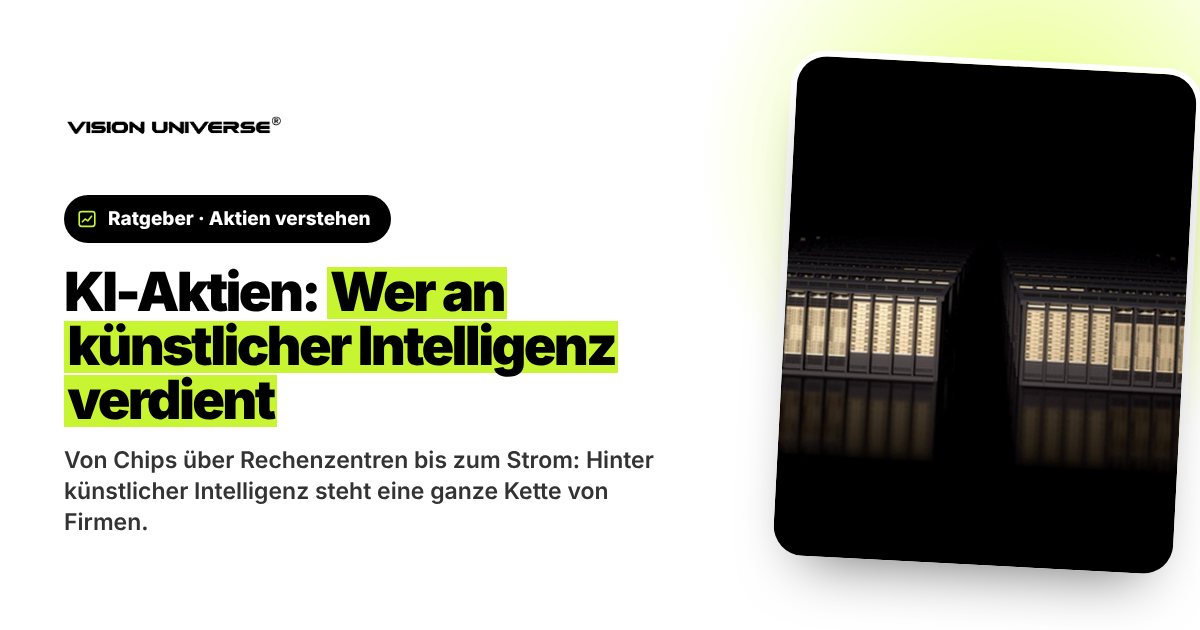 VISION UNIVERSE®
Ratgeber · Aktien verstehen
KI-Aktien: Wer an
künstlicher Intelligenz
verdient
Von Chips über Rechenzentren bis zum Strom: Hinter
künstlicher Intelligenz steht eine ganze Kette von
Firmen.